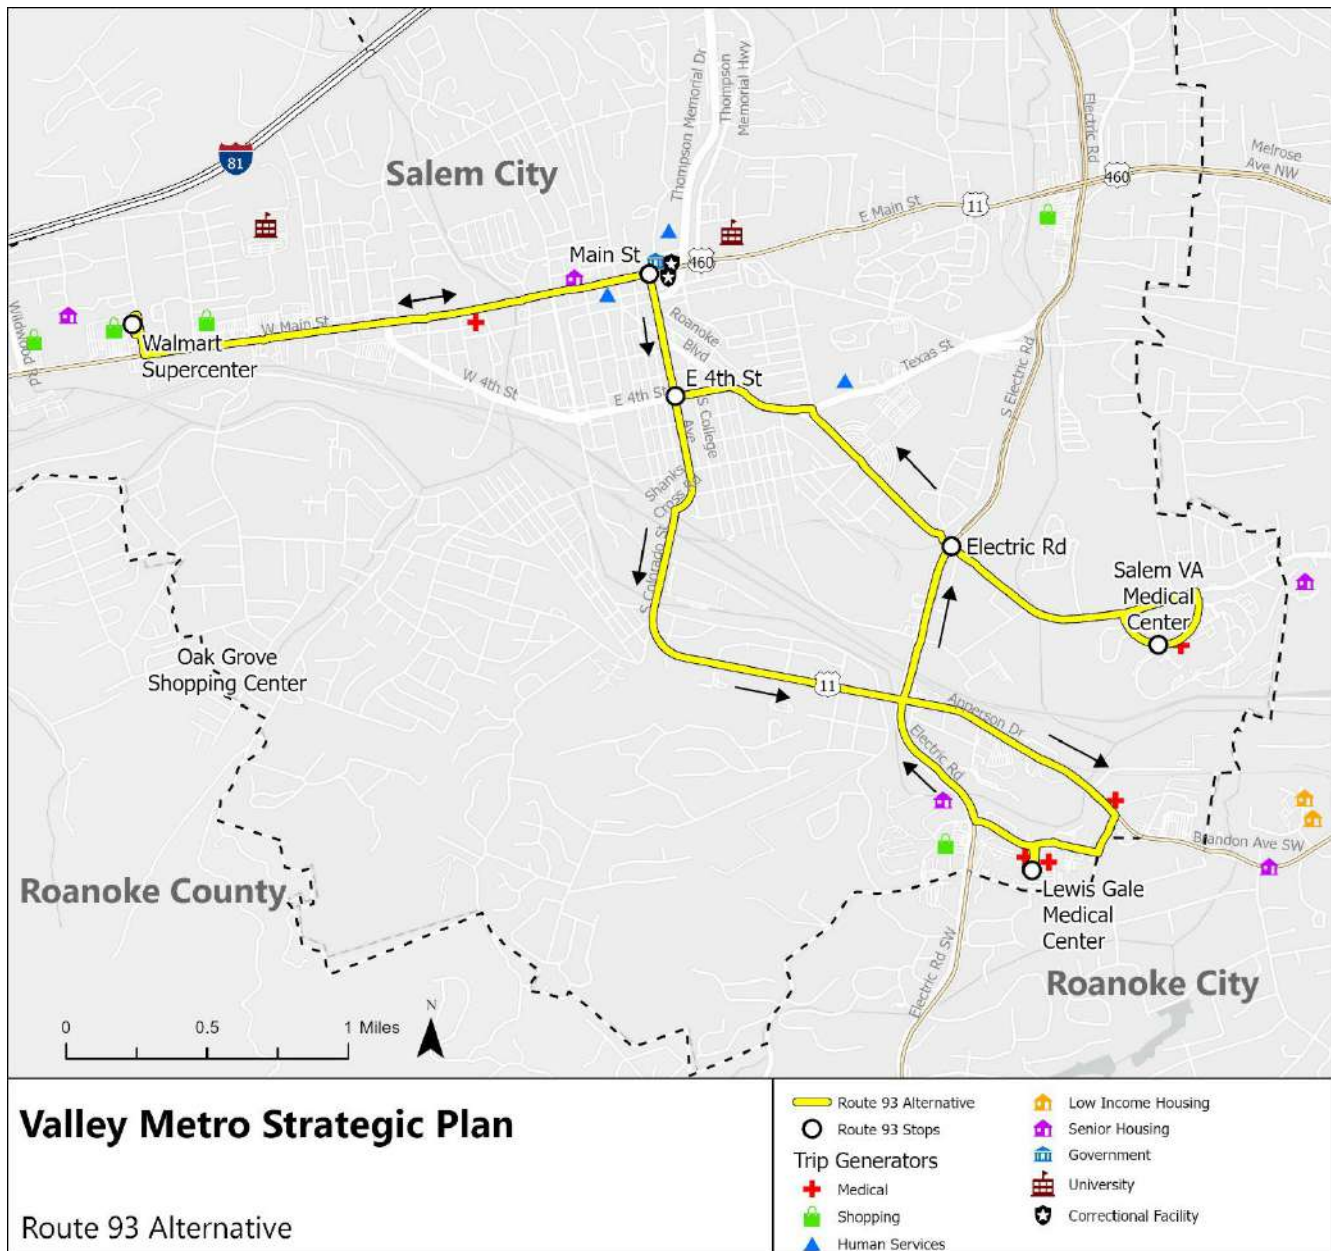 Thompson Memorial Dr
Thompson
Memorial Hwy
Electric Rd
Melrose
Ave NW
81
Salem City
460
11
E Main St
Main St
460
Wildwood Rd
W Main St
Walmart
Supercenter
Roanoke
Blvd
Texas St
S Electric Rd
W 4th St
E 4th St
E 4th St
S College
Ave
Shanks
Cross Rd
S Colorado St
Electric Rd
Salem VA
Medical
Center
Oak Grove
Shopping Center
11
Apperson Dr
Electric Rd
Brandon Ave SW
Roanoke County
Lewis Gale
Medical
Center
Electric Rd SW
Roanoke City
N
0 0.5 1 Miles
Valley Metro Strategic Plan
Route 93 Alternative
Route 93 Alternative
Route 93 Stops
Trip Generators
Medical
Shopping
Human Services
Low Income Housing
Senior Housing
Government
University
Correctional Facility